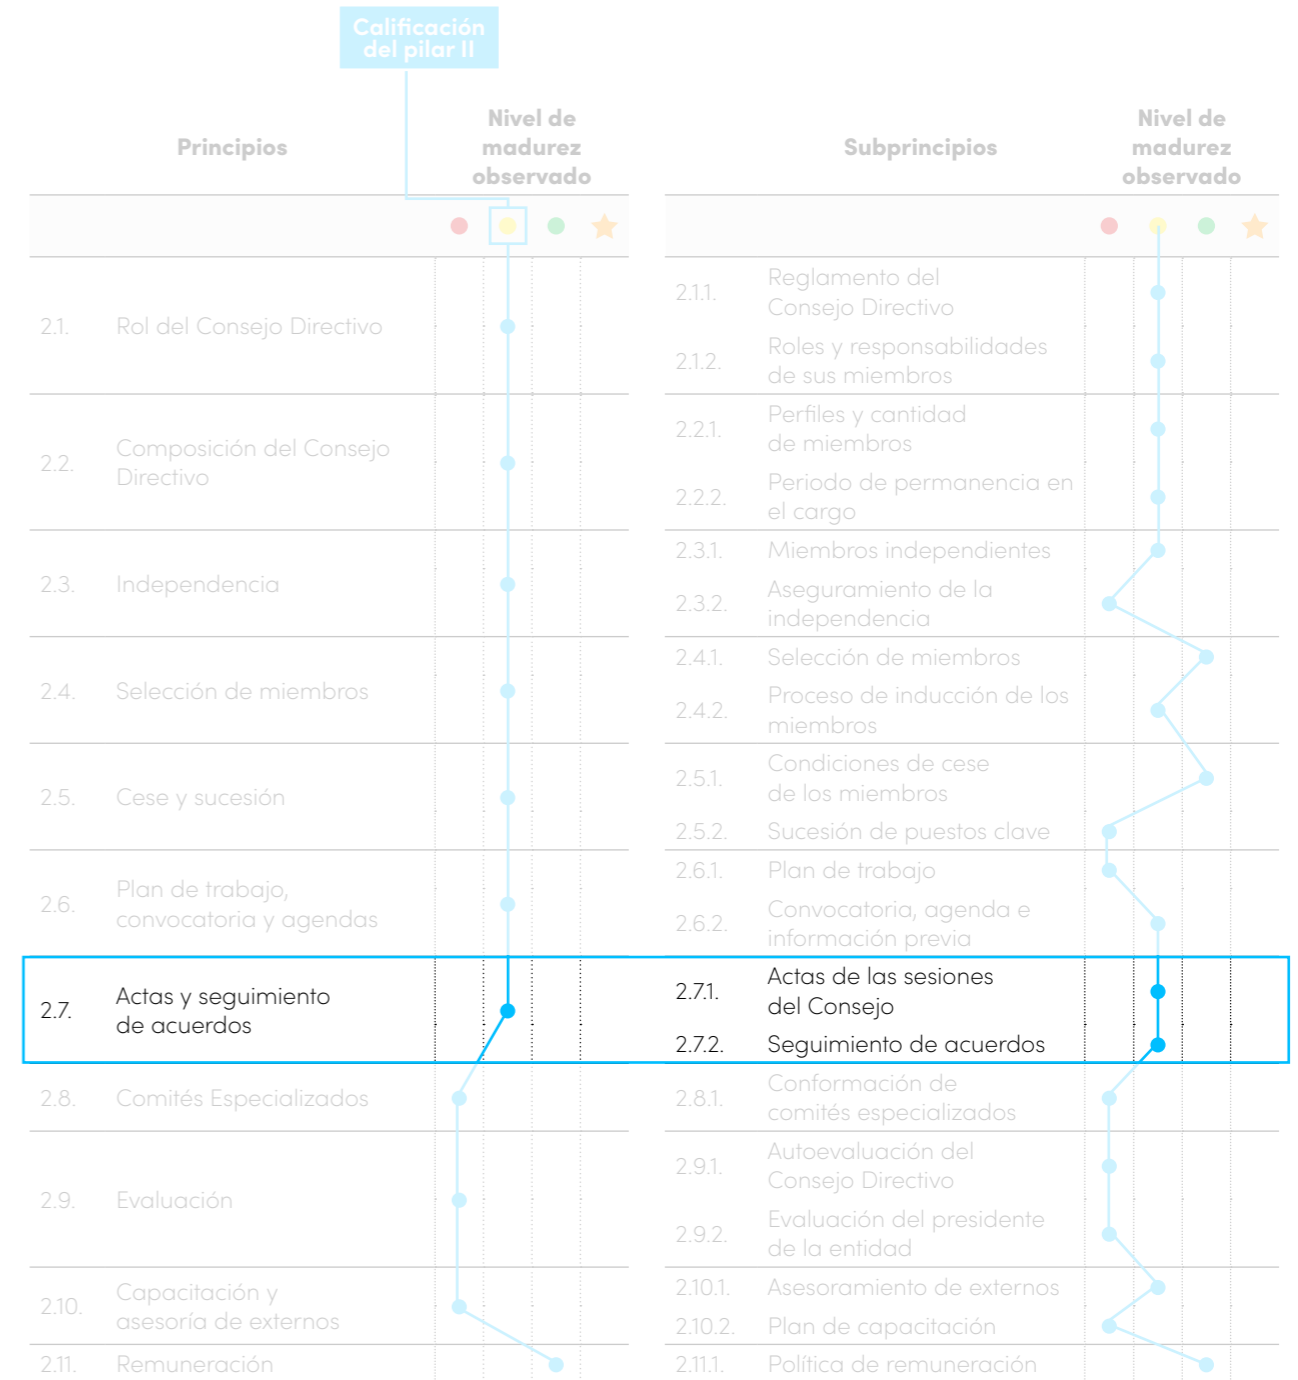 Calificación
del pilar II
Principios
Nivel de
madurez
observado
Subprincipios
Nivel de
madurez
observado
2.1. Rol del Consejo Directivo
2.1.1. Reglamento del
Consejo Directivo
2.1.2. Roles y responsabilidades
de sus miembros
2.2. Composición del Consejo
Directivo
2.2.1. Perfiles y cantidad
de miembros
2.2.2. Periodo de permanencia en
el cargo
2.3. Independencia
2.3.1. Miembros independientes
2.3.2. Aseguramiento de la
independencia
2.4. Selección de miembros
2.4.1. Selección de miembros
2.4.2. Proceso de inducción de los
miembros
2.5. Cese y sucesión
2.5.1. Condiciones de cese
de los miembros
2.5.2. Sucesión de puestos clave
2.6. Plan de trabajo,
convocatoria y agendas
2.6.1. Plan de trabajo
2.6.2. Convocatoria, agenda e
información previa
2.7. Actas y seguimiento
de acuerdos
2.7.1. Actas de las sesiones
del Consejo
2.7.2. Seguimiento de acuerdos
2.8. Comités Especializados
2.8.1. Conformación de
comités especializados
2.9. Evaluación
2.9.1. Autoevaluación del
Consejo Directivo
2.9.2. Evaluación del presidente
de la entidad
2.10. Capacitación y
asesoría de externos
2.10.1. Asesoramiento de externos
2.10.2. Plan de capacitación
2.11. Remuneración
2.11.1. Política de remuneración